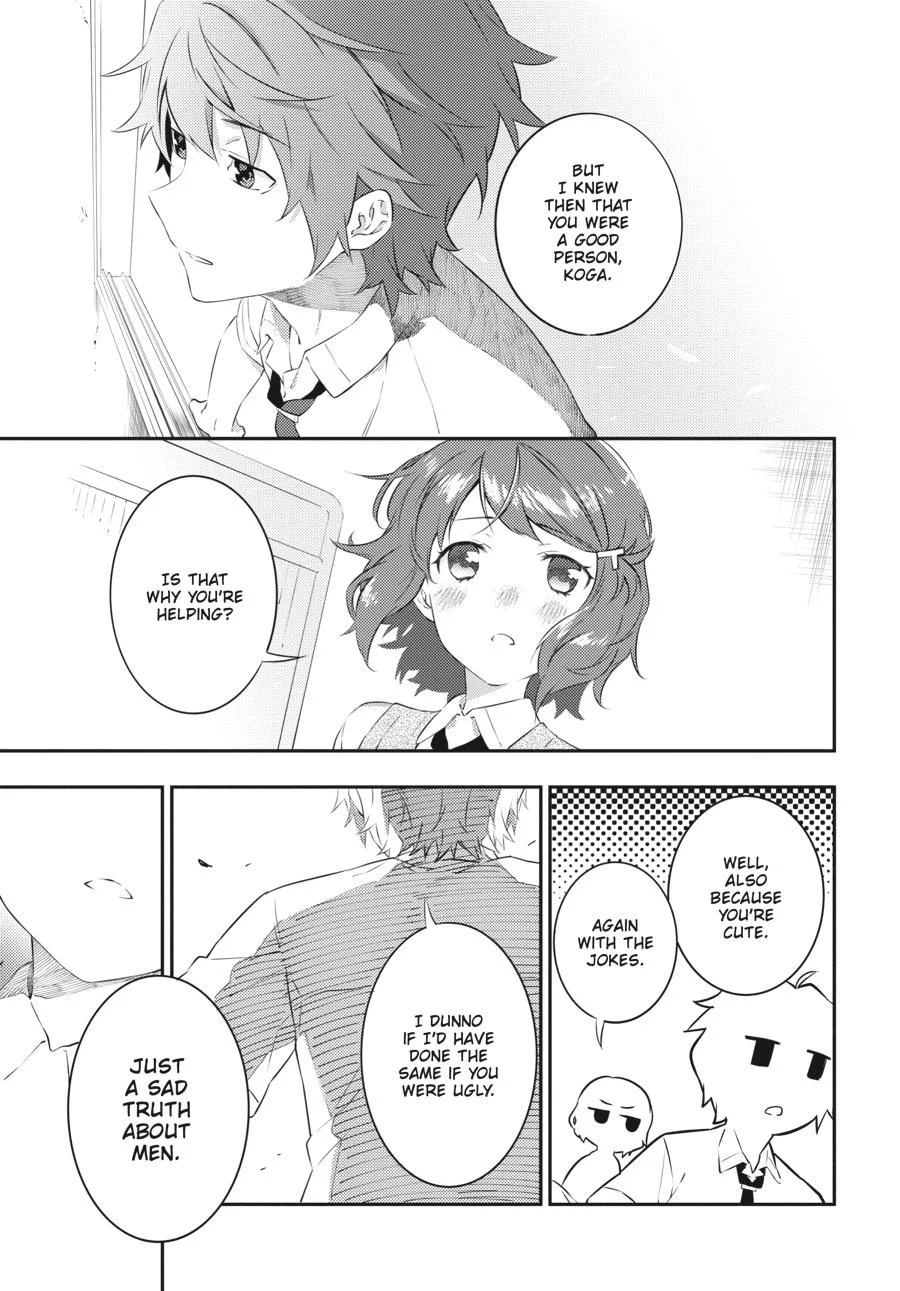 BUT
I KNEW
THEN THAT
YOU WERE
A GOOD
PERSON,
KOGA.
IS THAT
WHY YOU'RE
HELPING?
WELL,
ALSO
BECAUSE
YOU'RE
CUTE.
AGAIN
WITH THE
JOKES.
I DUNNO
IF I'D HAVE
DONE THE
SAME IF YOU
WERE UGLY.
JUST
A SAD
TRUTH
ABOUT
MEN.